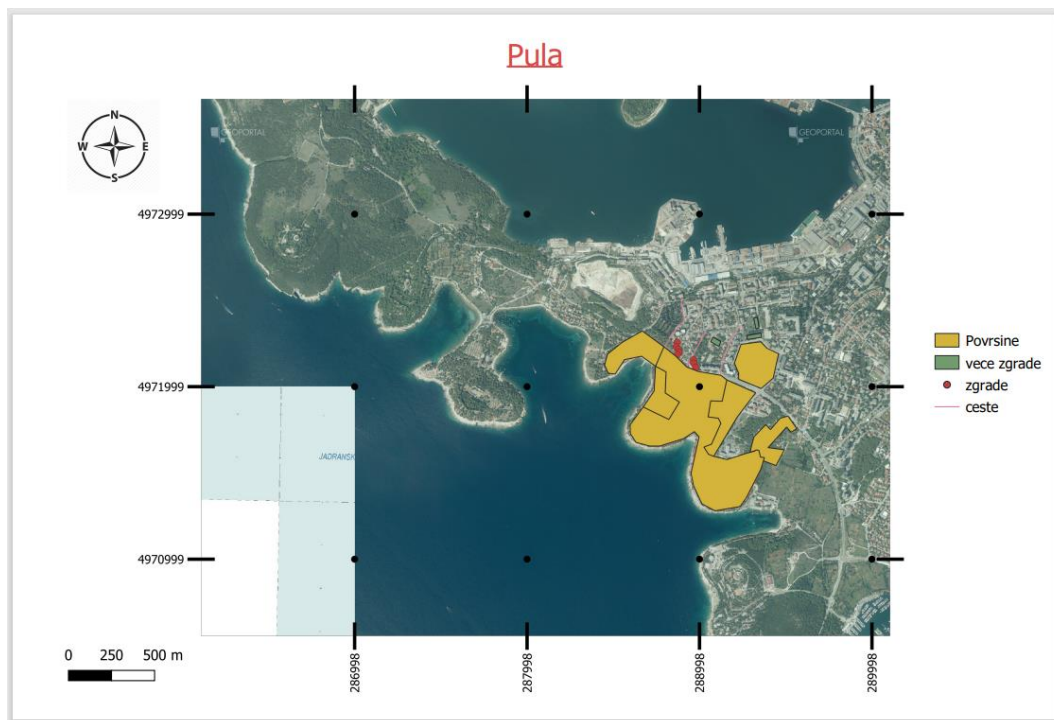 Pula
N
W E
S
GEOPORTAL
GEOPORTAL
4972999
4971999
4970999
JADRANSK
Povrsine
vece zgrade
zgrade
ceste
0 250 500 m
286998
287998
288998
289998